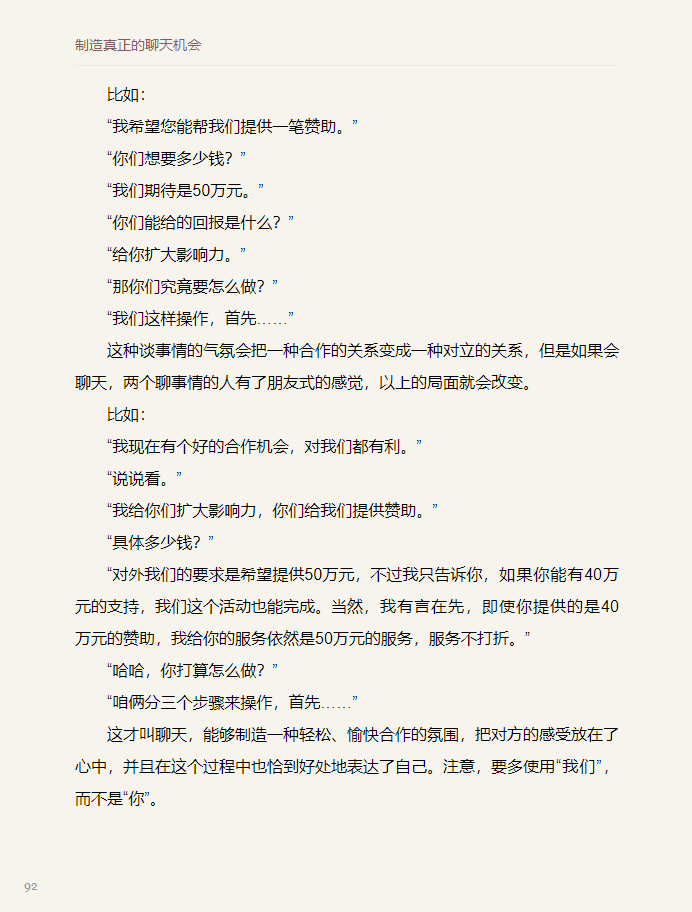 制造真正的聊天机会
比如：
“我希望您能帮我们提供一笔赞助。”
“你们想要多少钱？”
“我们期待是50万元。”
“你们能给的回报是什么？”
“给你扩大影响力。”
“那你们究竟要怎么做？”
“我们这样操作，首先……”
这种谈事情的气氛会把一种合作的关系变成一种对立的关系，但是如果会
聊天，两个聊事情的人有了朋友式的感觉，以上的局面就会改变。
比如：
“我现在有个好的合作机会，对我们都有利。”
“说说看。”
“我给你们扩大影响力，你们给我们提供赞助。”
“具体多少钱？”
“对外我们的要求是希望提供50万元，不过我只告诉你，如果你能有40万
元的支持，我们这个活动也能完成。当然，我有言在先，即使你提供的是40
万元的赞助，我给你的服务依然是50万元的服务，服务不打折。”
“哈哈，你打算怎么做？”
“咱俩分三个步骤来操作，首先……”
这才叫聊天，能够制造一种轻松、愉快合作的氛围，把对方的感受放在了
心中，并且在这个过程中也恰到好处地表达了自己。注意，要多使用“我们”，
而不是“你”。
92